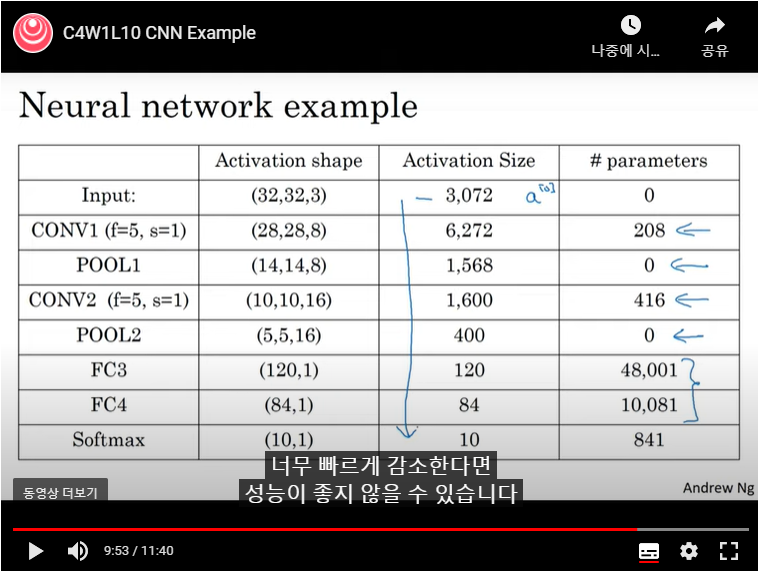 C4W1L10 CNN Example
나중에 시...
공유
Neural network example
Activation shape Activation Size # parameters
Input: (32,32,3) 3,072 a[0] 0
CONV1 (f=5, s=1) (28,28,8) 6,272 208
POOL1 (14,14,8) 1,568 0
CONV2 (f=5, s=1) (10,10,16) 1,600 416
POOL2 (5,5,16) 400 0
FC3 (120,1) 120 48,001
FC4 (84,1) 84 10,081
Softmax (10,1) 10 841
너무 빠르게 감소한다면
성능이 좋지 않을 수 있습니다
동영상 더보기
Andrew Ng
9:53 / 11:40